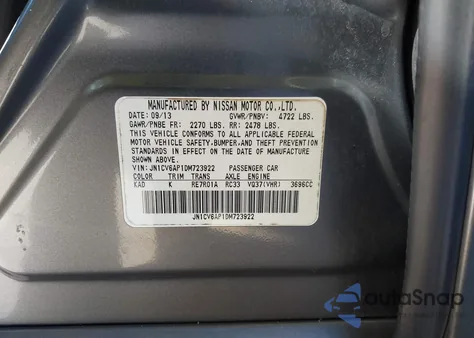 MANUFACTURED BY NISSAN MOTOR CO.,LTD.
DATE: 09/13 GVWR/PNBV: 4722 LBS.
GAWR/PNBE FR: 2270 LBS. RR: 2478 LBS.
THIS VEHICLE CONFORMS TO ALL APPLICABLE FEDERAL
MOTOR VEHICLE SAFETY,BUMPER,AND THEFT PREVENTION
STANDARDS IN EFFECT ON THE DATE OF MANUFACTURE
SHOWN ABOVE.
VIN: JN1CV6AP1DM723922 PASSENGER CAR
COLOR TRIM TRANS AXLE ENGINE
KAD K RE7R01A RC33 VQ37(VHR) 3696CC
JN1CV6AP1DM723922
autoSnap